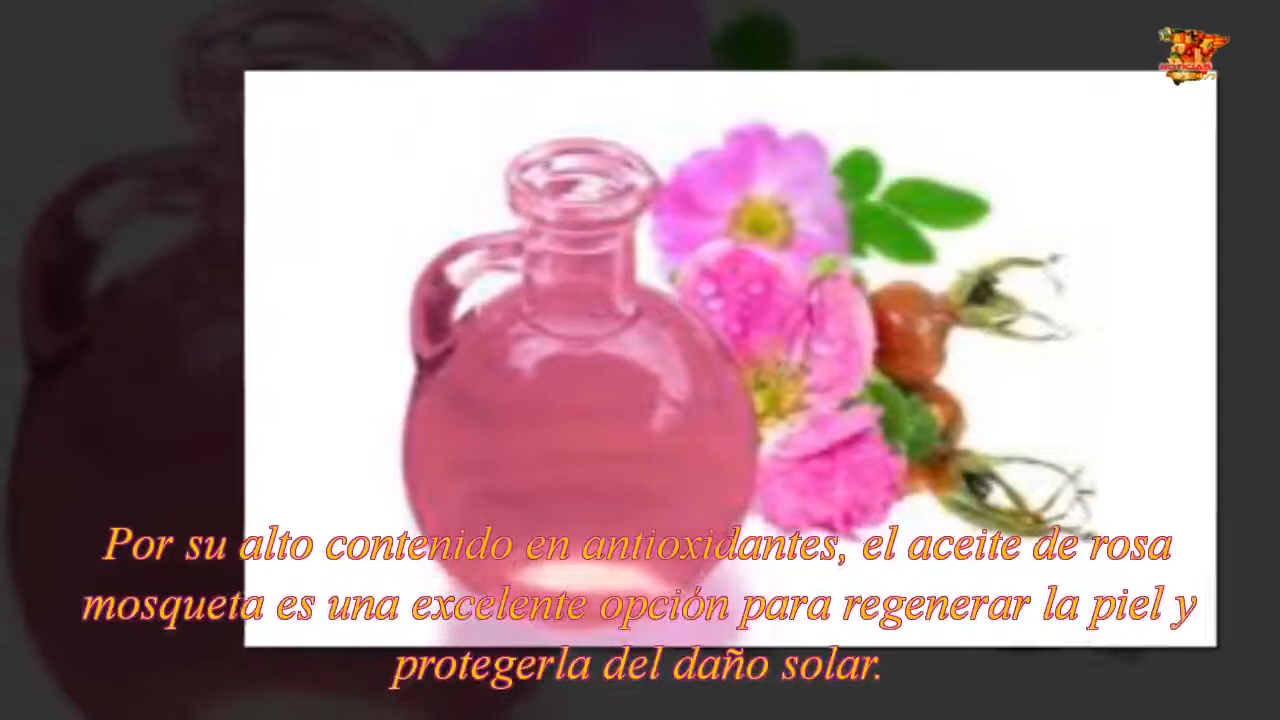 NOTICIAS
Por su alto contenido en antioxidantes, el aceite de rosa
mosqueta es una excelente opción para regenerar la piel y
protegerla del daño solar.